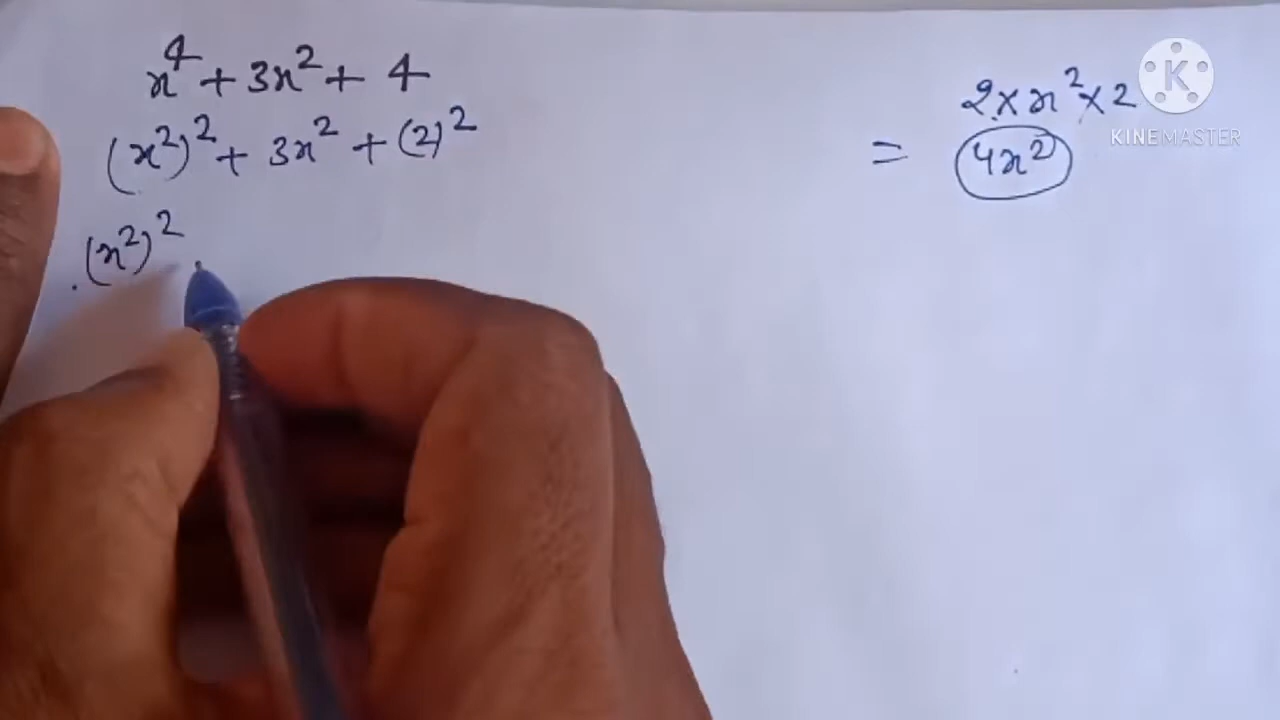 x⁴ + 3x² + 4
(x²)² + 3x² + (2)²
(x²)²
2 × x² × 2
= 4x²
K
KINEMASTER